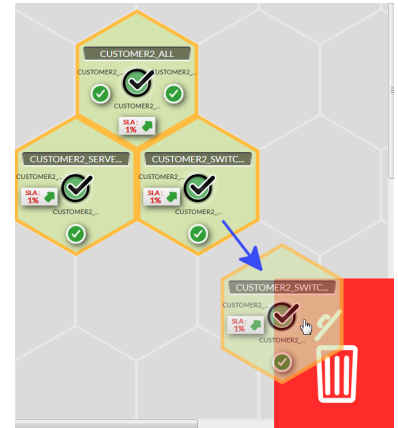 CUSTOMER2_ALL
CUSTOMER2_... CUSTOMER2_...
CUSTOMER2_...
SLA:
1%
CUSTOMER2_SERVE...
CUSTOMER2_...
SLA:
1%
CUSTOMER2_...
CUSTOMER2_SWITC...
CUSTOMER2_...
SLA:
1%
CUSTOMER2_...
CUSTOMER2_SWITC...
CUSTOMER2_...
SLA:
1%
CUSTOMER2_...